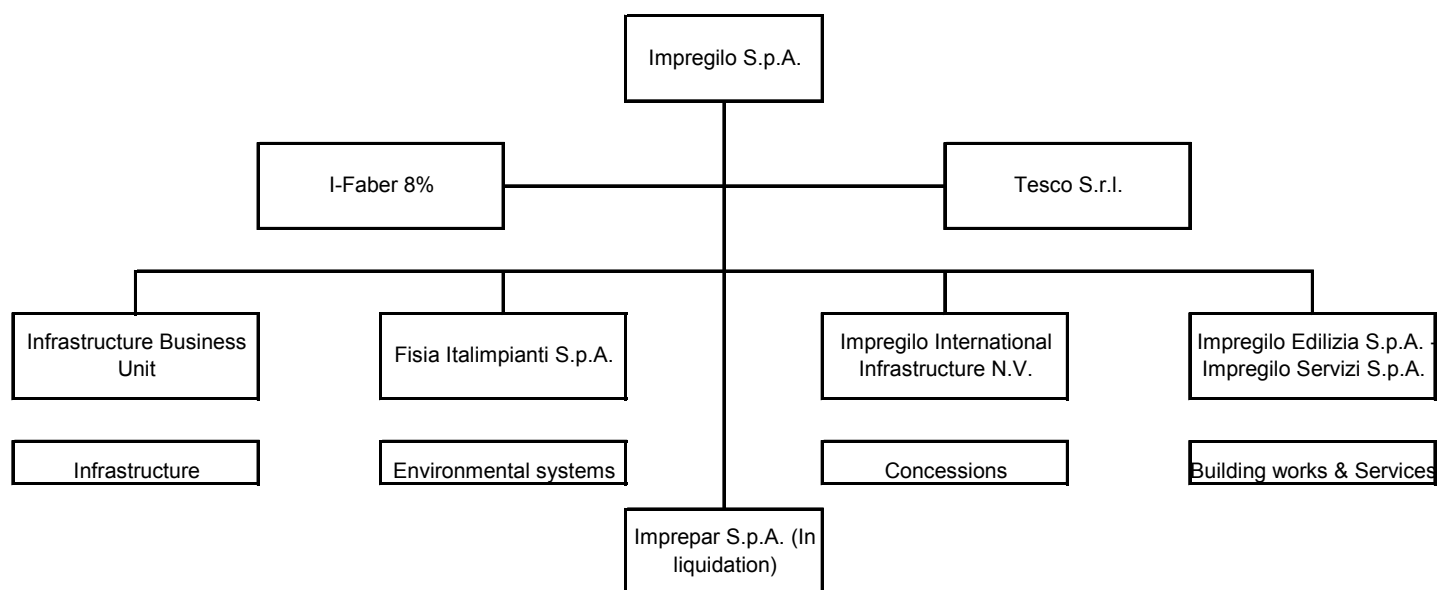 Impregilo S.p.A.
I-Faber 8%
Tesco S.r.l.
Infrastructure Business
Unit
Fisia Italimpianti S.p.A.
Impregilo International
Infrastructure N.V.
Impregilo Edilizia S.p.A. -
Impregilo Servizi S.p.A.
Infrastructure
Environmental systems
Concessions
Building works & Services
Imprepar S.p.A. (In
liquidation)